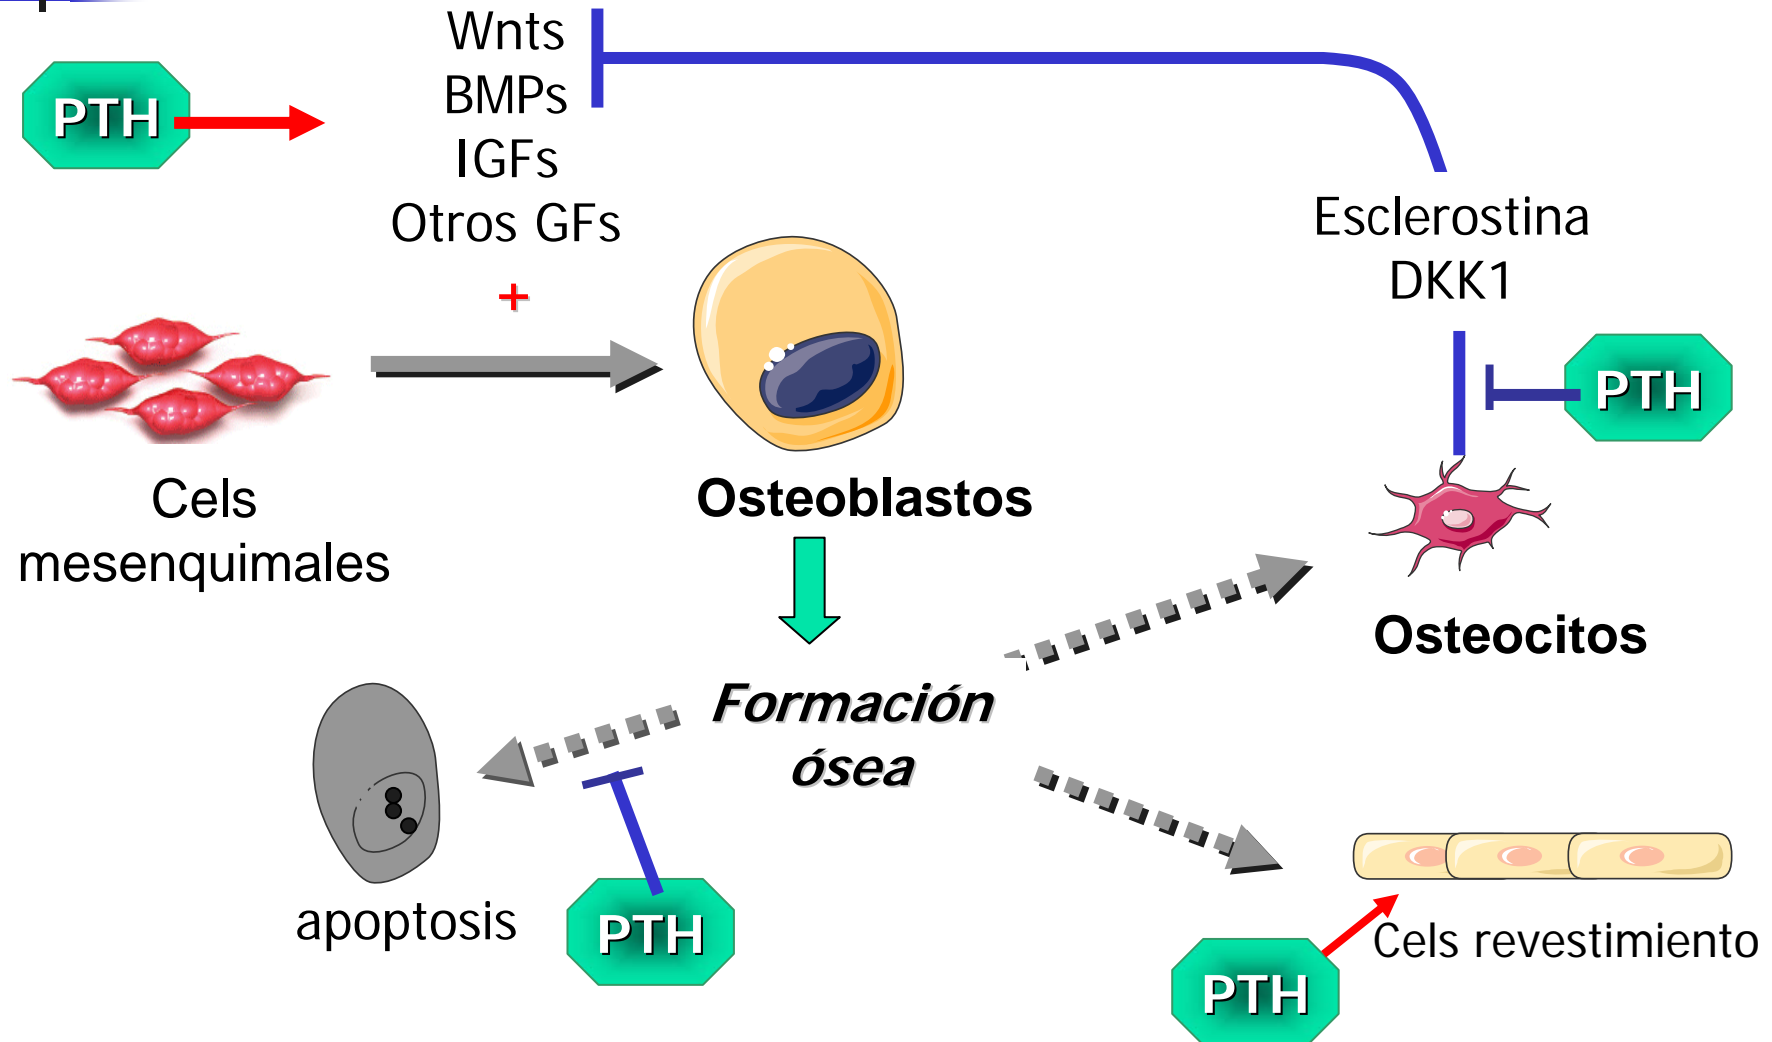 Wnts
BMPs
IGFs
Otros GFs
+
PTH
Esclerostina
DKK1
PTH
Cels
mesenquimales
Osteoblastos
Osteocitos
Formación
ósea
apoptosis
PTH
Cels revestimiento
PTH